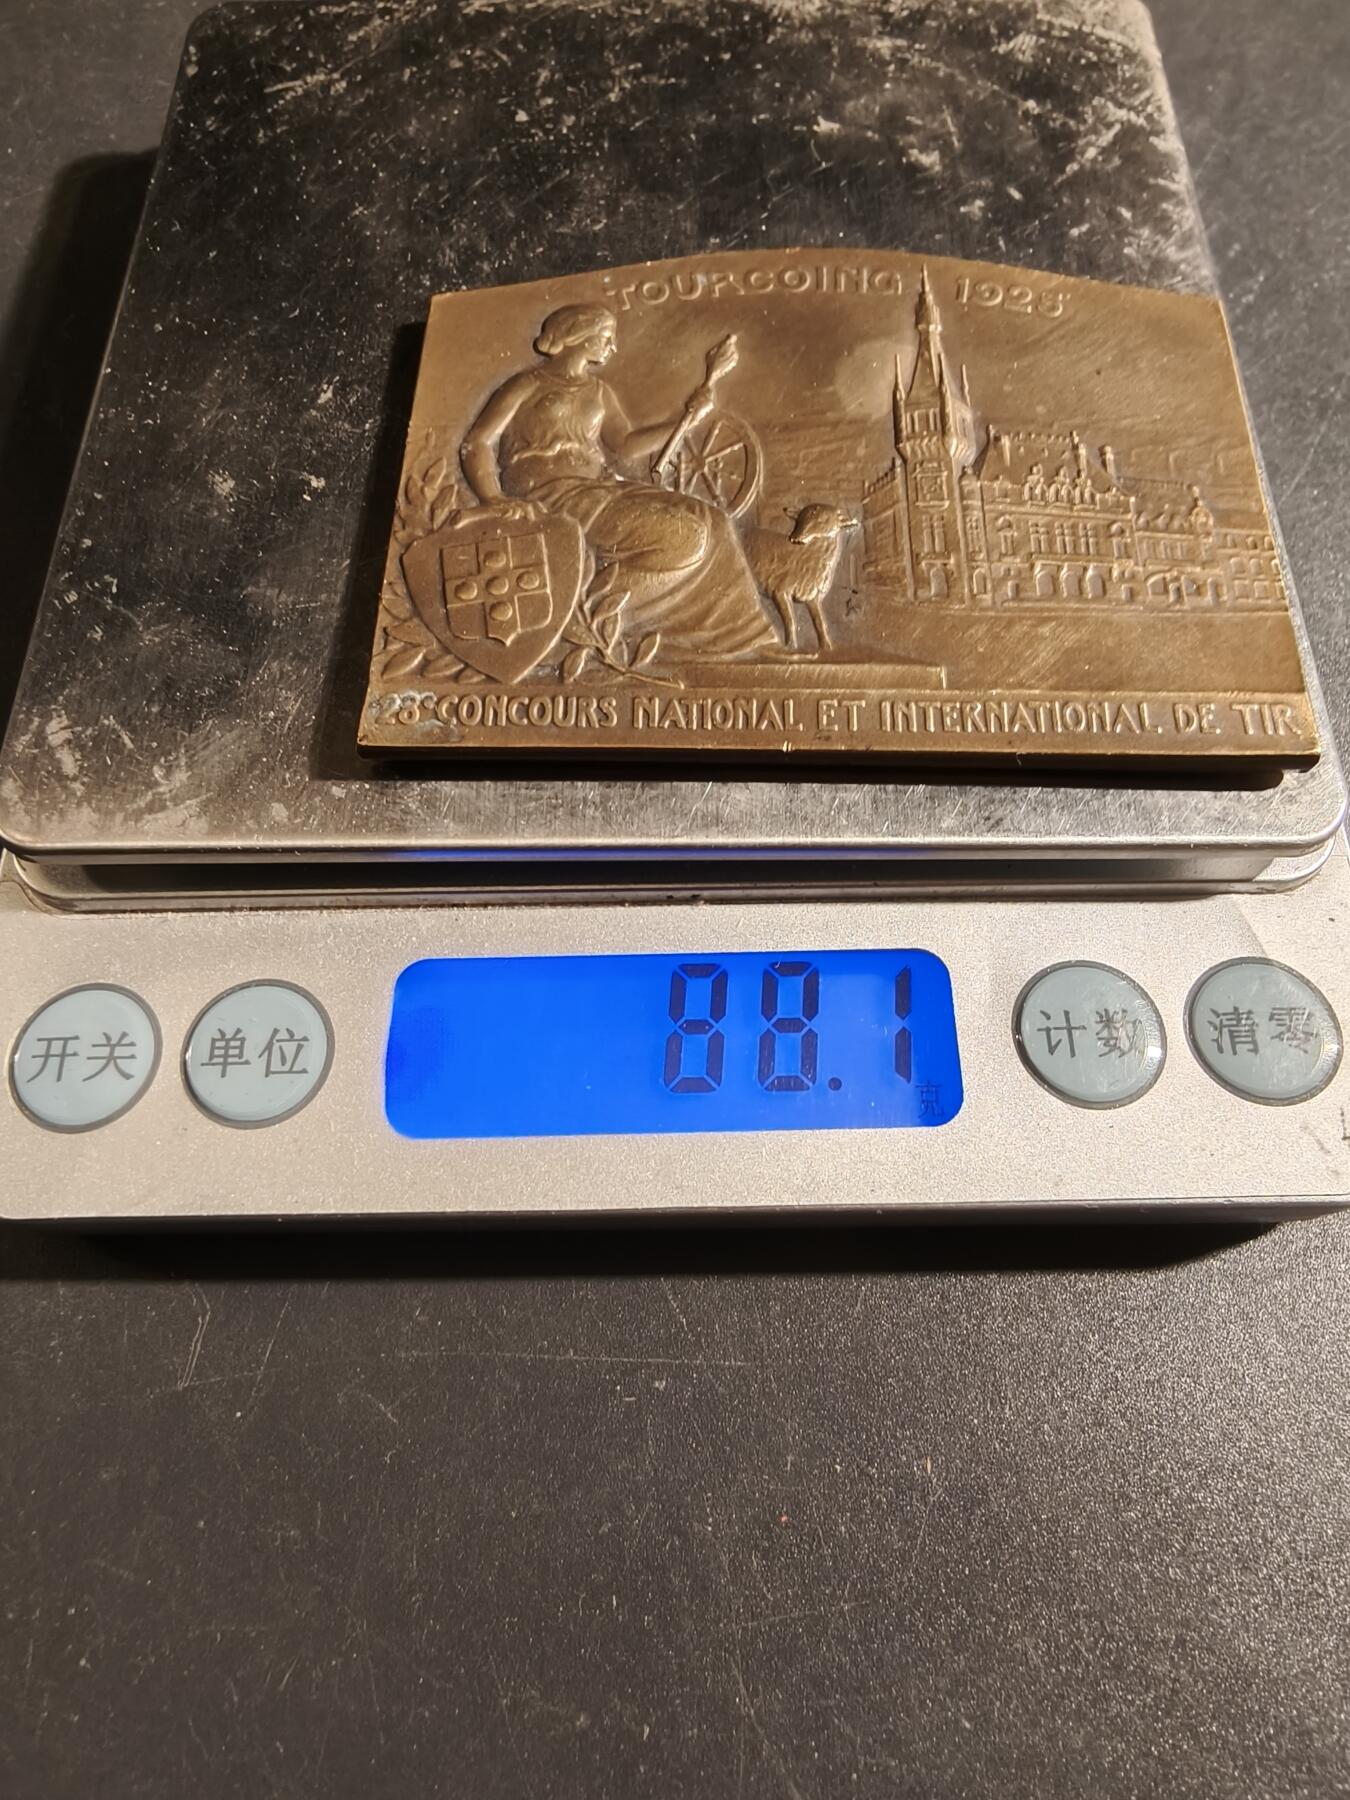 TOURCOING 1928
28e CONCOURS NATIONAL ET INTERNATIONAL DE TIR
开关
单位
88.1
克
计数
清零